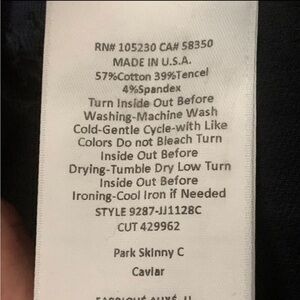 RN# 105230 CA# 58350
MADE IN U.S.A.
57%Cotton 39%Tencel
4%Spandex
Turn Inside Out Before
Washing-Machine Wash
Cold-Gentle Cycle-with Like
Colors Do not Bleach Turn
Inside Out Before
Drying-Tumble Dry Low Turn
Inside Out Before
Ironing-Cool Iron if Needed
STYLE 9287-JJ1128C
CUT 429962
Park Skinny C
Caviar